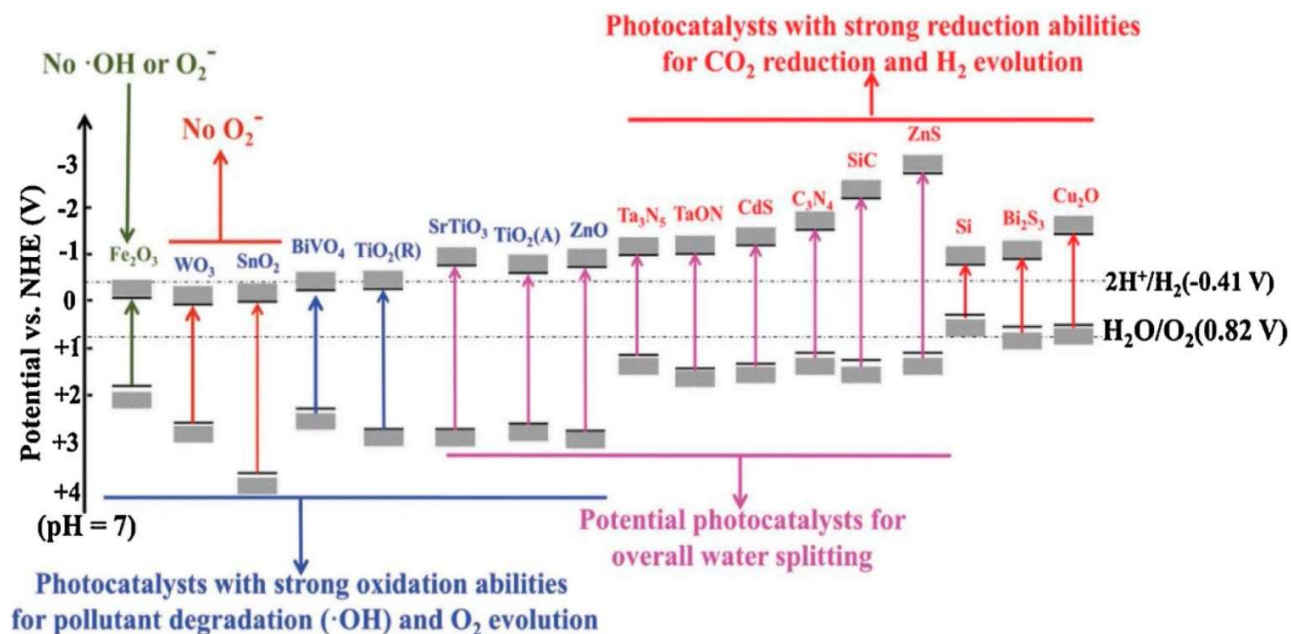 Photocatalysts with strong reduction abilities
for CO₂ reduction and H₂ evolution
No ·OH or O₂⁻
No O₂⁻
Potential vs. NHE (V)
-3
-2
-1
0
+1
+2
+3
+4
(pH = 7)
Fe₂O₃
WO₃
SnO₂
BiVO₄
TiO₂(R)
SrTiO₃
TiO₂(A)
ZnO
Ta₃N₅
TaON
CdS
C₃N₄
SiC
ZnS
Si
Bi₂S₃
Cu₂O
2H⁺/H₂(-0.41 V)
H₂O/O₂(0.82 V)
Potential photocatalysts for
overall water splitting
Photocatalysts with strong oxidation abilities
for pollutant degradation (·OH) and O₂ evolution